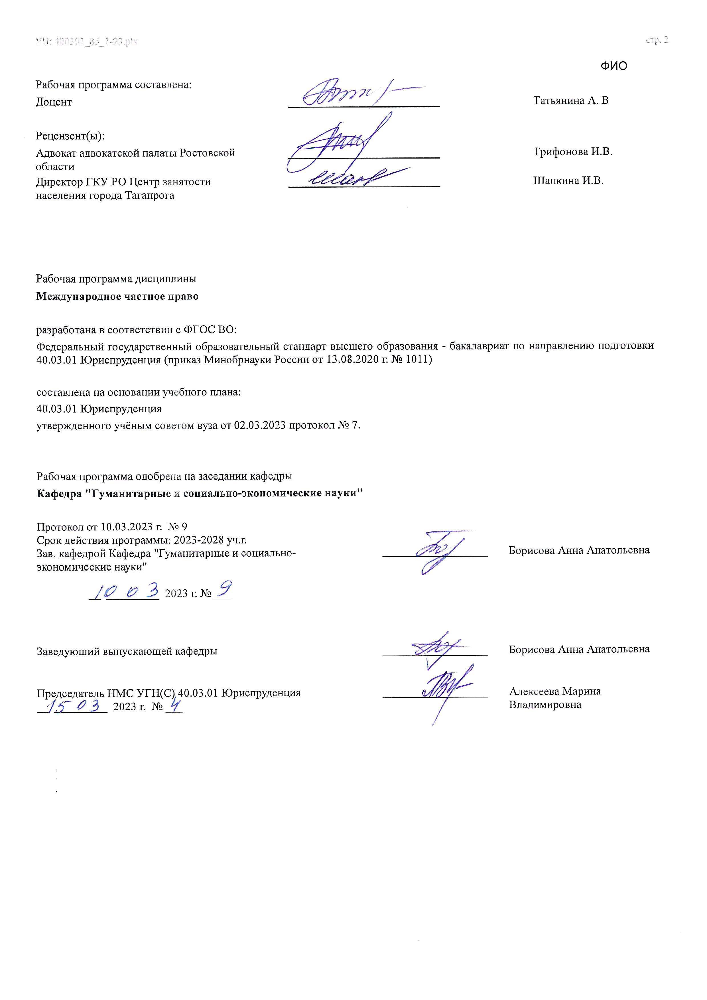 УП: 400301_85_1-23.plx стр. 2
ФИО
Рабочая программа составлена:
Доцент Татьянина А. В
Рецензент(ы):
Адвокат адвокатской палаты Ростовской Трифонова И.В.
области
Директор ГКУ РО Центр занятости Шапкина И.В.
населения города Таганрога
Рабочая программа дисциплины
Международное частное право
разработана в соответствии с ФГОС ВО:
Федеральный государственный образовательный стандарт высшего образования - бакалавриат по направлению подготовки
40.03.01 Юриспруденция (приказ Минобрнауки России от 13.08.2020 г. № 1011)
составлена на основании учебного плана:
40.03.01 Юриспруденция
утвержденного учёным советом вуза от 02.03.2023 протокол № 7.
Рабочая программа одобрена на заседании кафедры
Кафедра "Гуманитарные и социально-экономические науки"
Протокол от 10.03.2023 г. № 9
Срок действия программы: 2023-2028 уч.г.
Зав. кафедрой Кафедра "Гуманитарные и социально- Борисова Анна Анатольевна
экономические науки"
10 03 2023 г. № 9
Заведующий выпускающей кафедры Борисова Анна Анатольевна
Председатель НМС УГН(С) 40.03.01 Юриспруденция Алексеева Марина
15 03 2023 г. № 4 Владимировна